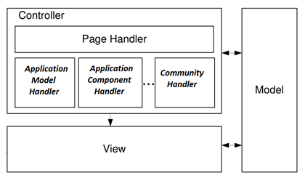 Controller
Page Handler
Application
Model
Handler
Application
Component
Handler
...
Community
Handler
Model
View